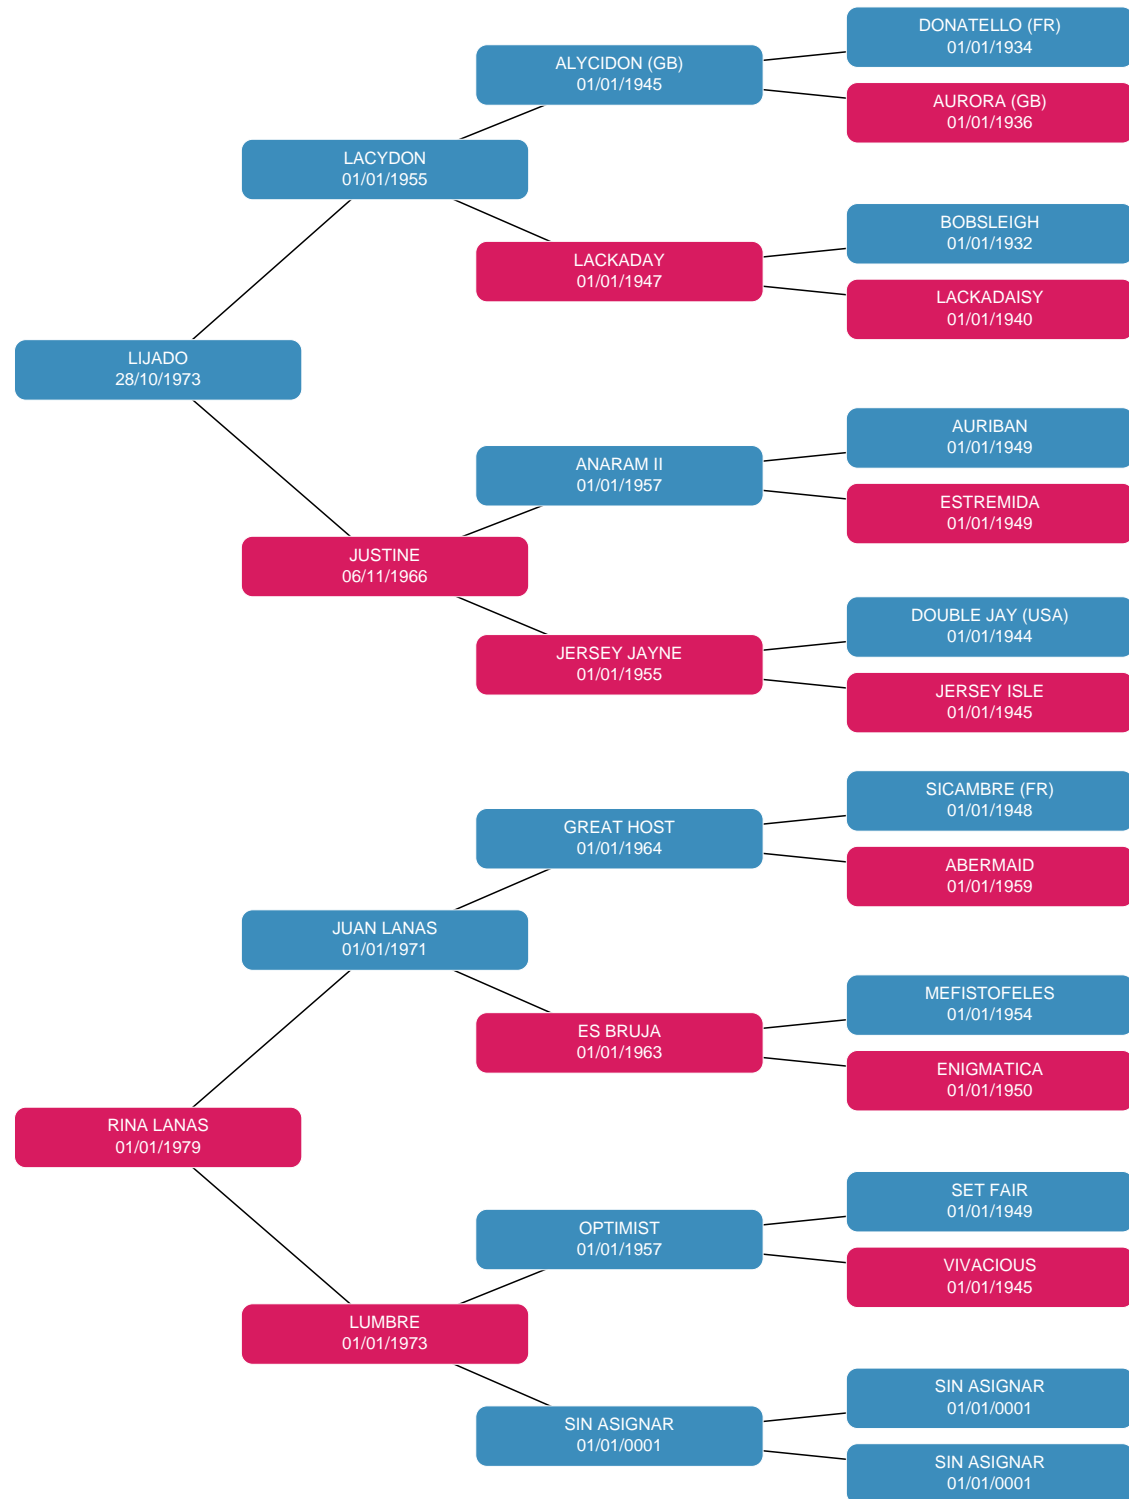 DONATELLO (FR)
01/01/1934
ALYCIDON (GB)
01/01/1945
AURORA (GB)
01/01/1936
LACYDON
01/01/1955
BOBSLEIGH
01/01/1932
LACKADAY
01/01/1947
LACKADAISY
01/01/1940
LIJADO
28/10/1973
AURIBAN
01/01/1949
ANARAM II
01/01/1957
ESTREMIDA
01/01/1949
JUSTINE
06/11/1966
DOUBLE JAY (USA)
01/01/1944
JERSEY JAYNE
01/01/1955
JERSEY ISLE
01/01/1945
SICAMBRE (FR)
01/01/1948
GREAT HOST
01/01/1964
ABERMAID
01/01/1959
JUAN LANAS
01/01/1971
MEFISTOFELES
01/01/1954
ES BRUJA
01/01/1963
ENIGMATICA
01/01/1950
RINA LANAS
01/01/1979
SET FAIR
01/01/1949
OPTIMIST
01/01/1957
VIVACIOUS
01/01/1945
LUMBRE
01/01/1973
SIN ASIGNAR
01/01/0001
SIN ASIGNAR
01/01/0001
SIN ASIGNAR
01/01/0001